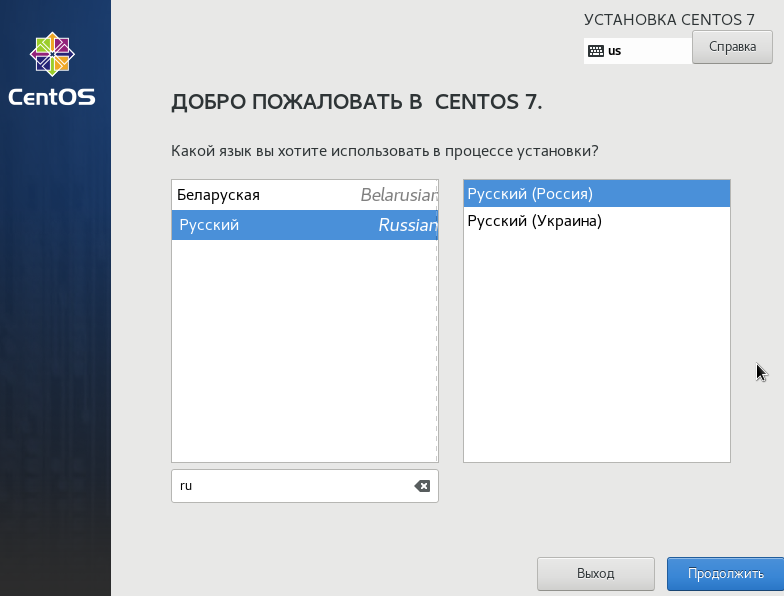 CentOS
УСТАНОВКА CENTOS 7
us
Справка
ДОБРО ПОЖАЛОВАТЬ В CENTOS 7.
Какой язык вы хотите использовать в процессе установки?
Беларуская Belarusian
Русский Russian
Русский (Россия)
Русский (Украина)
ru
Выход
Продолжить